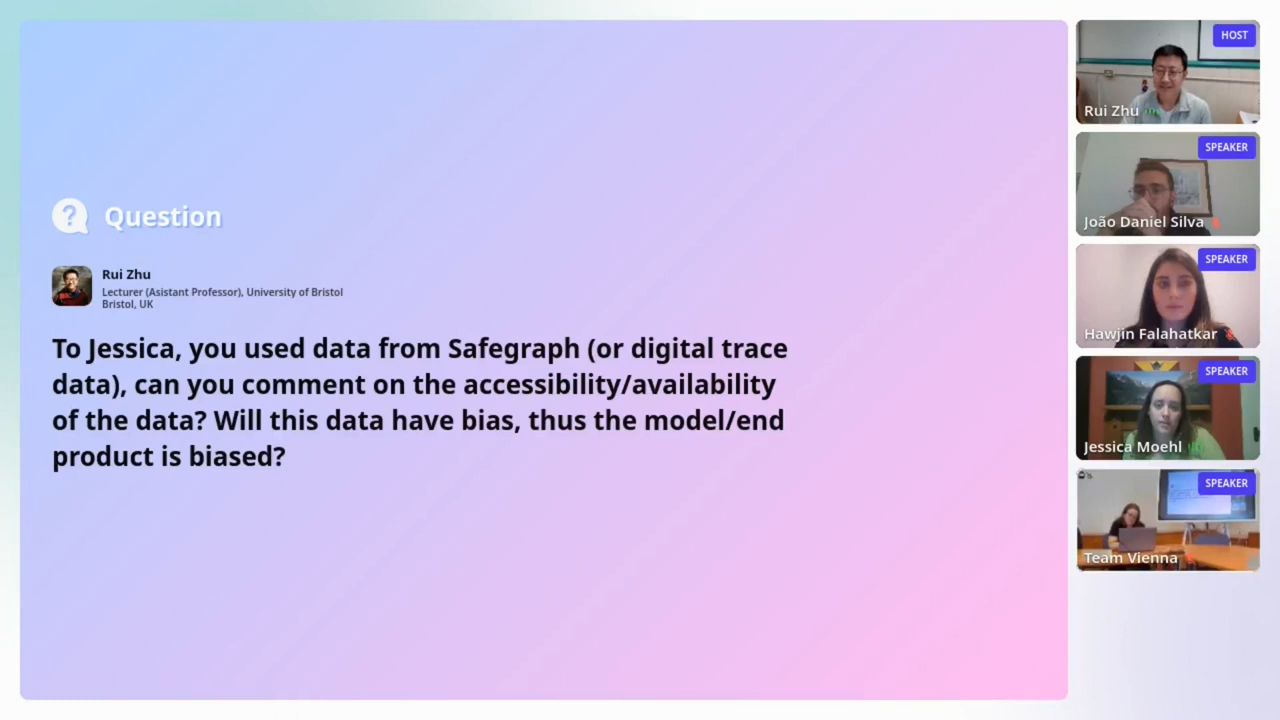 Question
Rui Zhu
Lecturer (Asistant Professor), University of Bristol
Bristol, UK
To Jessica, you used data from Safegraph (or digital trace
data), can you comment on the accessibility/availability
of the data? Will this data have bias, thus the model/end
product is biased?
HOST
Rui Zhu
SPEAKER
João Daniel Silva
SPEAKER
Hawjin Falahatkar
SPEAKER
Jessica Moehl
SPEAKER
Team Vienna